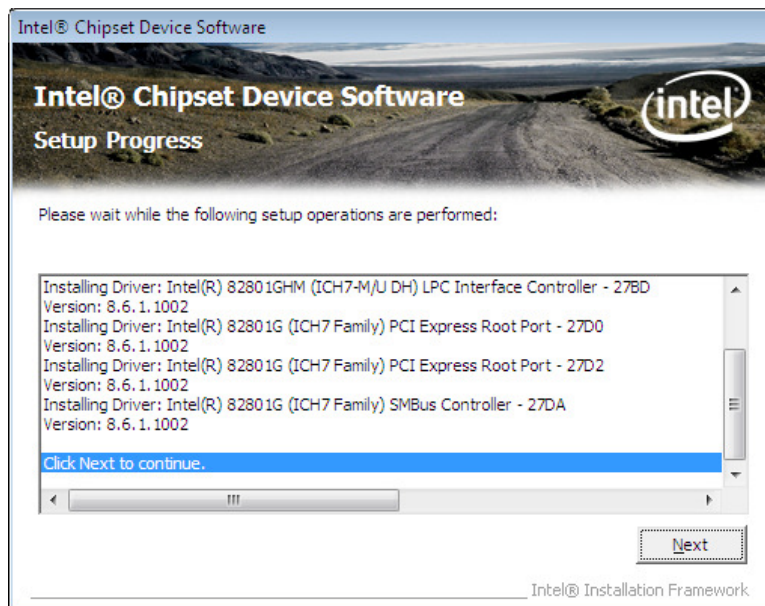 Intel® Chipset Device Software
Intel® Chipset Device Software
intel
Setup Progress
Please wait while the following setup operations are performed:
Installing Driver: Intel(R) 82801GHM (ICH7-M/U DH) LPC Interface Controller - 27BD
Version: 8.6.1.1002
Installing Driver: Intel(R) 82801G (ICH7 Family) PCI Express Root Port - 27D0
Version: 8.6.1.1002
Installing Driver: Intel(R) 82801G (ICH7 Family) PCI Express Root Port - 27D2
Version: 8.6.1.1002
Installing Driver: Intel(R) 82801G (ICH7 Family) SMBus Controller - 27DA
Version: 8.6.1.1002
Click Next to continue.
Next
Intel® Installation Framework